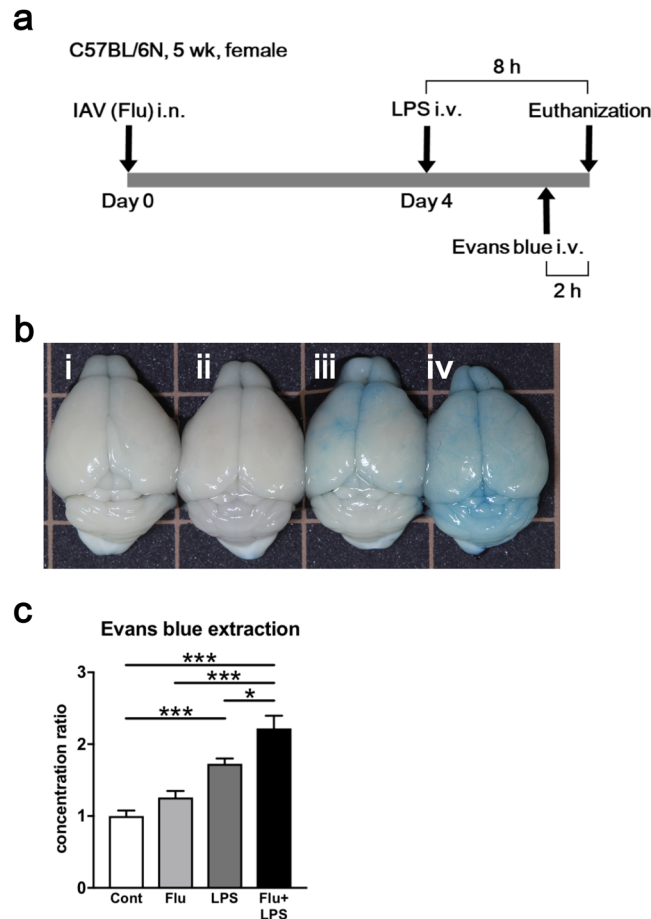 a
C57BL/6N, 5 wk, female
8 h
IAV (Flu) i.n.
LPS i.v.
Euthanization
Day 0
Day 4
Evans blue i.v.
2 h
b
i
ii
iii
iv
c
Evans blue extraction
concentration ratio
3
2
1
0
***
***
*
***
Cont
Flu
LPS
Flu+
LPS